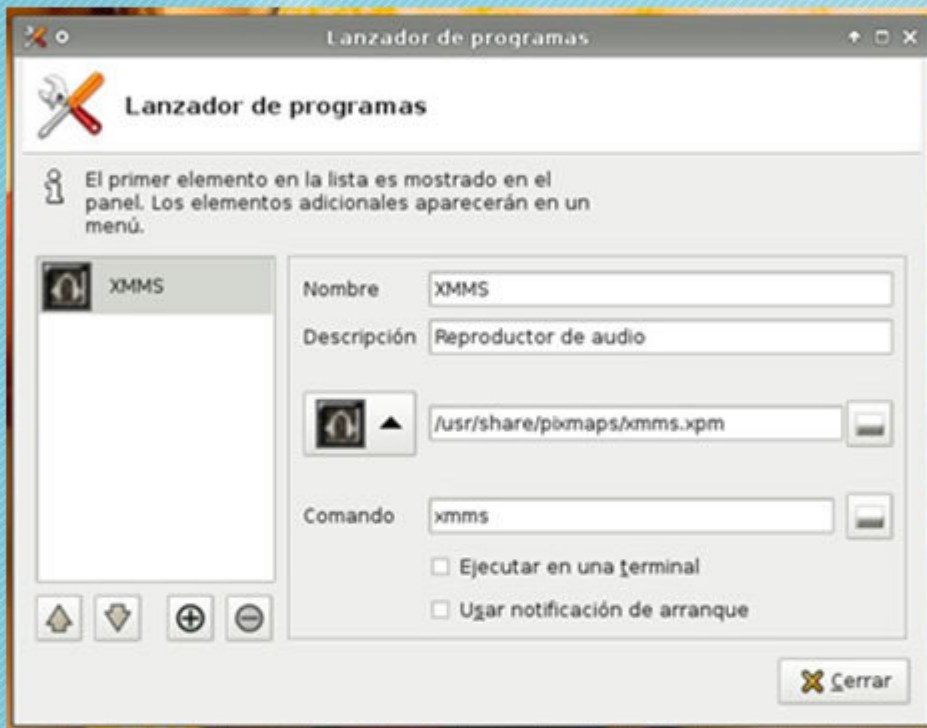 Lanzador de programas
Lanzador de programas
El primer elemento en la lista es mostrado en el
panel. Los elementos adicionales aparecerán en un
menú.
XMMS
Nombre XMMS
Descripción Reproductor de audio
/usr/share/pixmaps/xmms.xpm
Comando xmms
Ejecutar en una terminal
Usar notificación de arranque
Cerrar